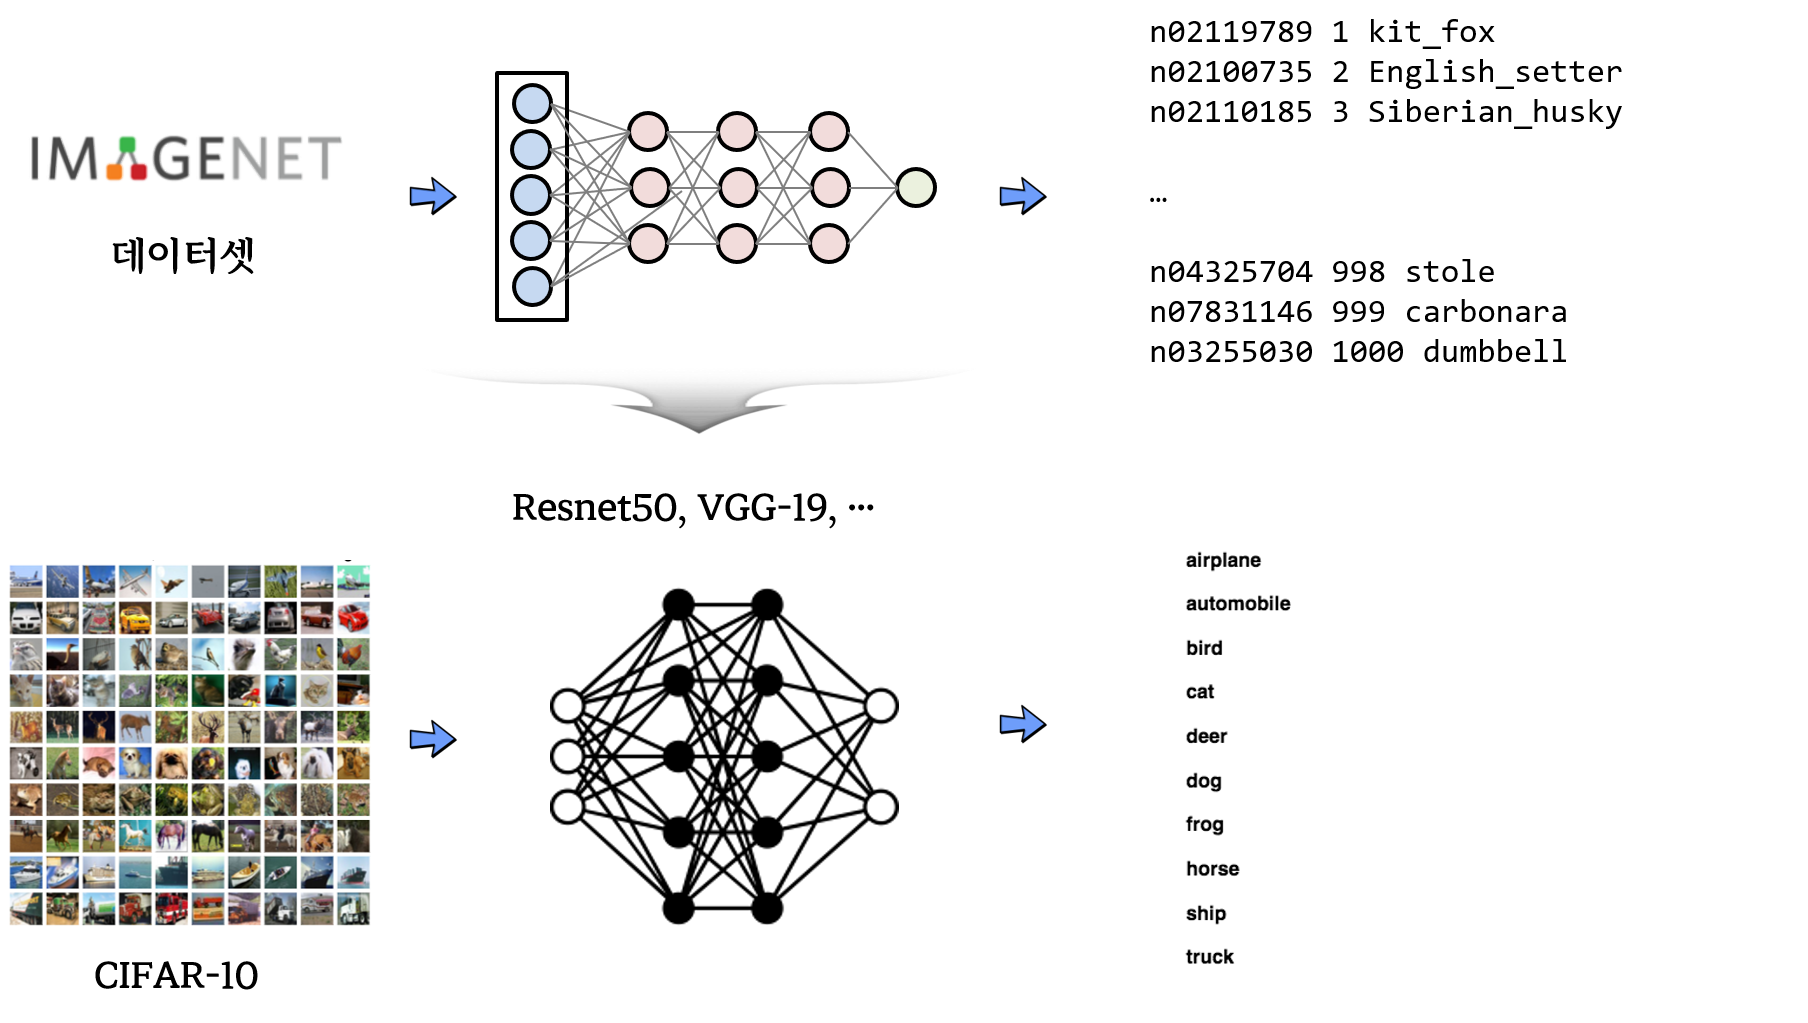 IMAGENET
데이터셋
n02119789 1 kit_fox
n02100735 2 English_setter
n02110185 3 Siberian_husky
…
n04325704 998 stole
n07831146 999 carbonara
n03255030 1000 dumbbell
Resnet50, VGG-19, …
CIFAR-10
airplane
automobile
bird
cat
deer
dog
frog
horse
ship
truck